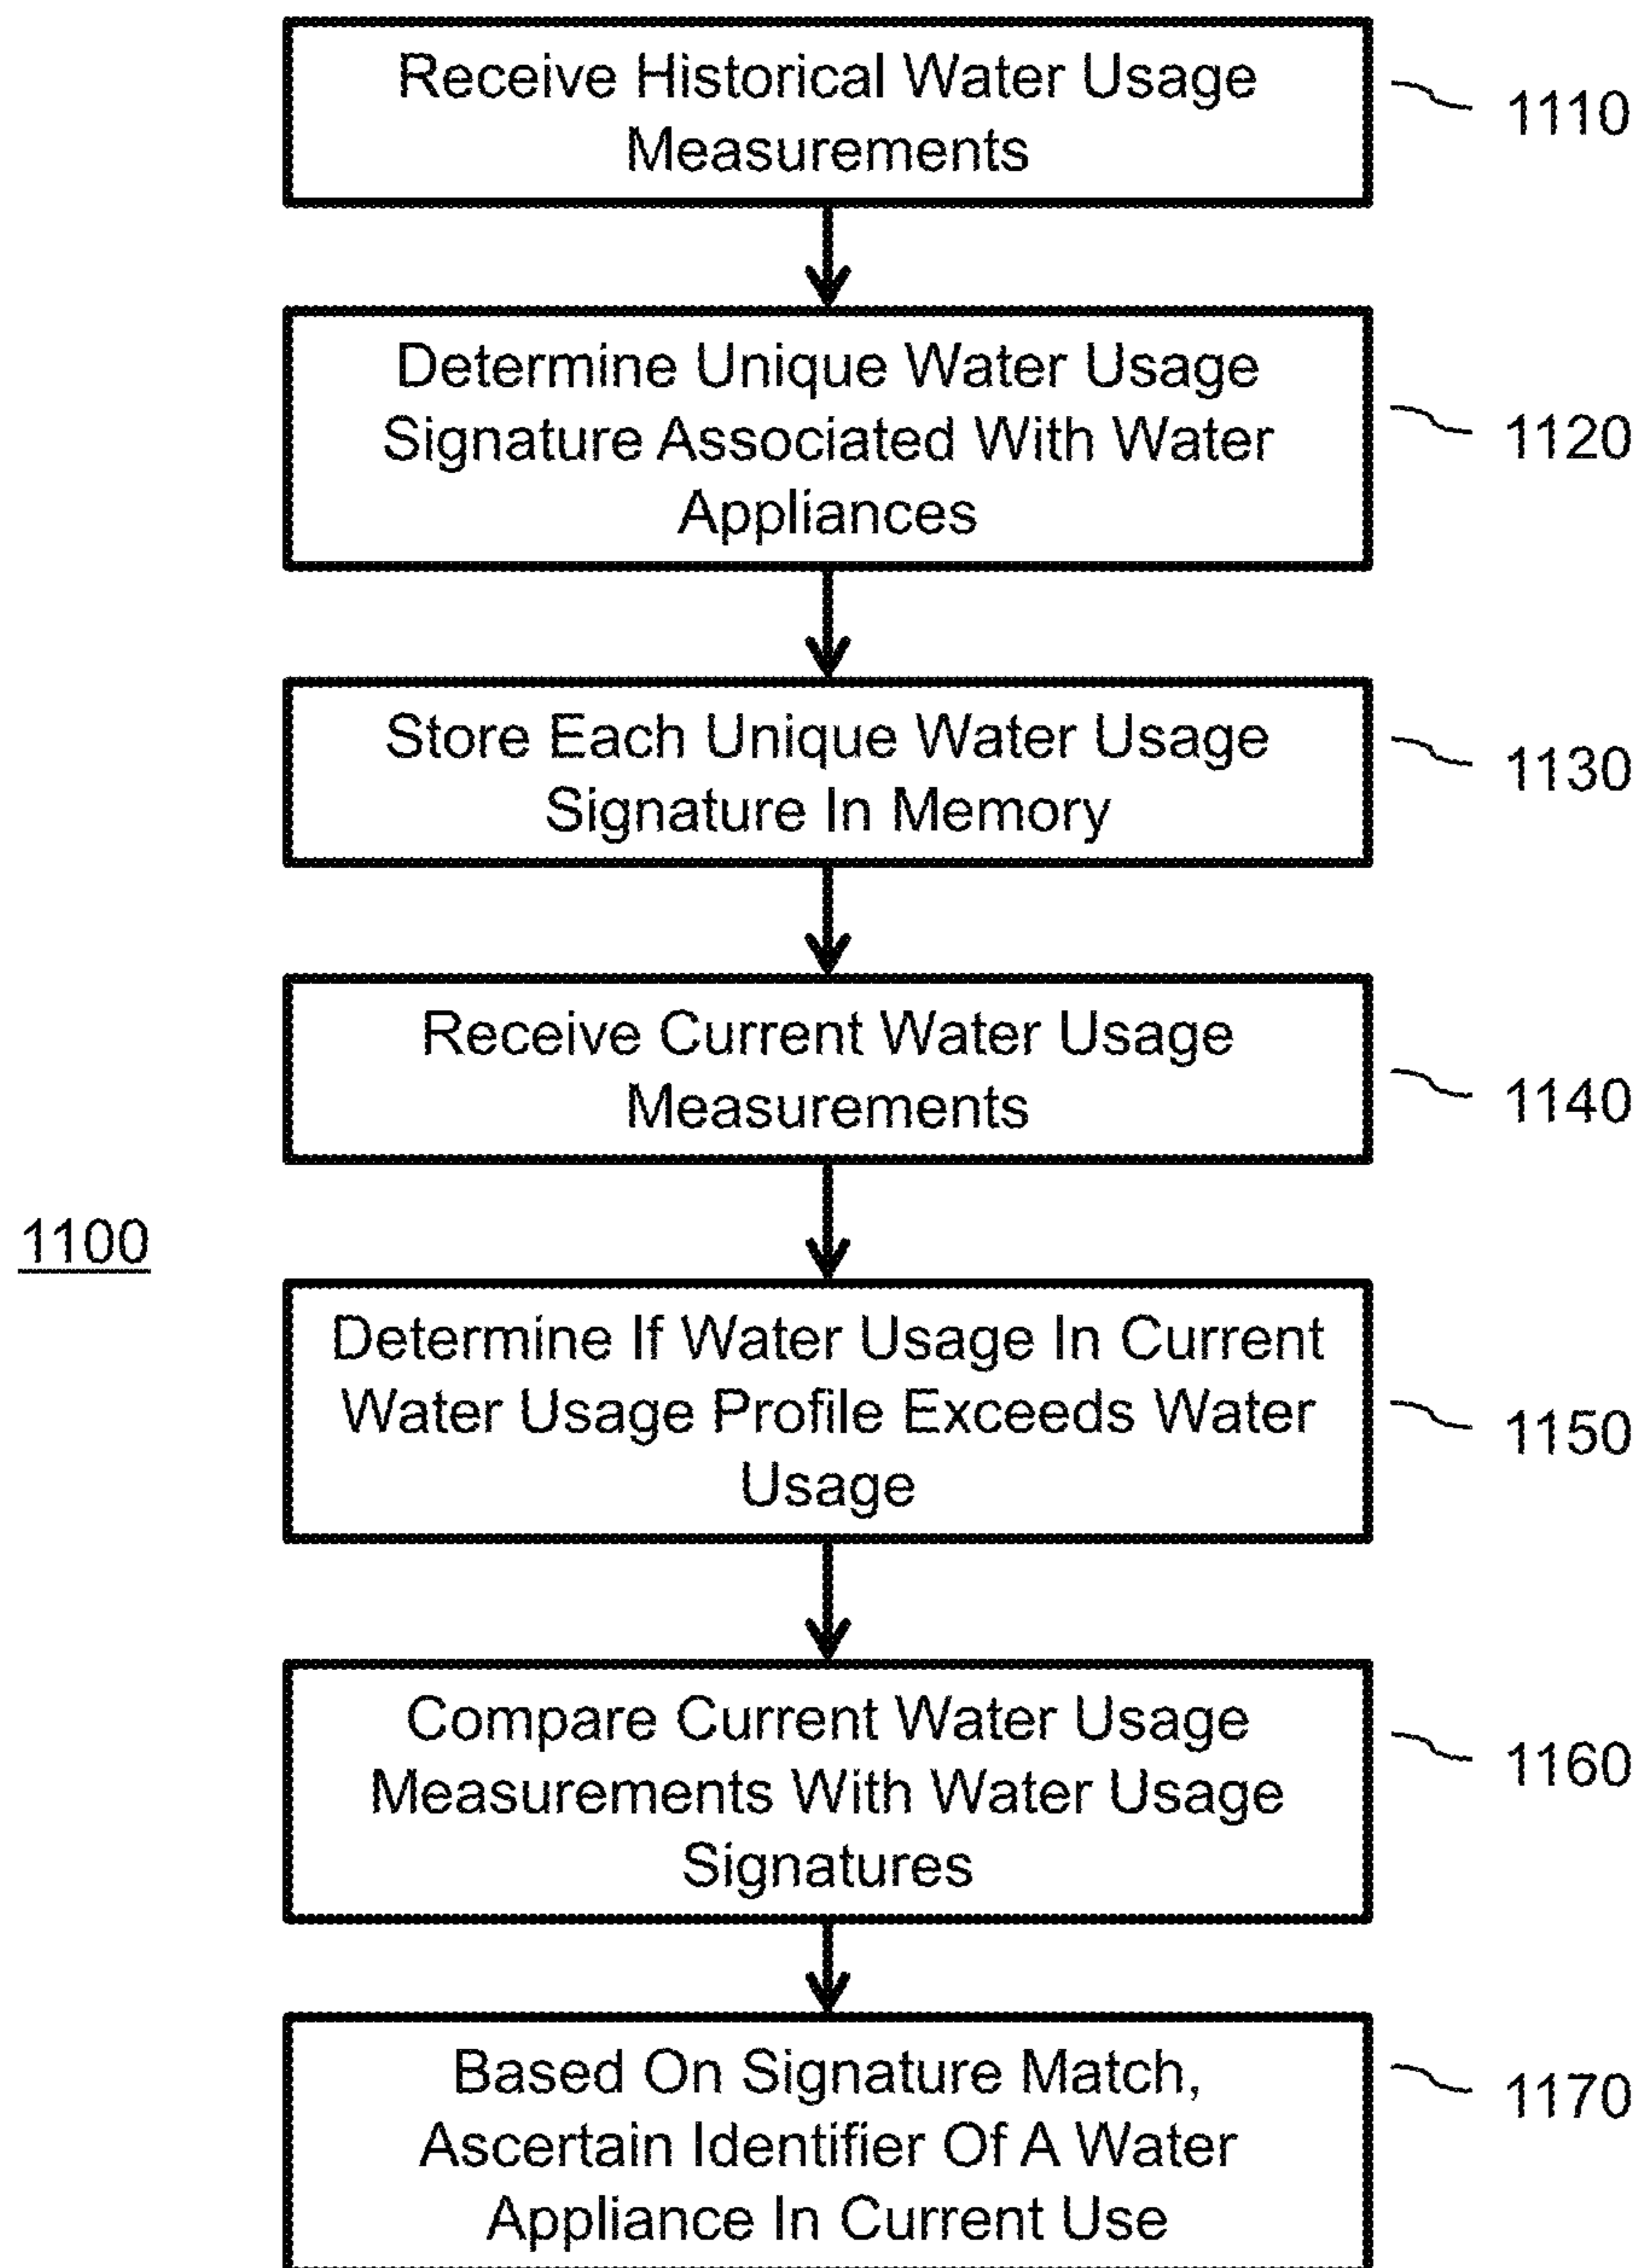 Receive Historical Water Usage
Measurements
1110
Determine Unique Water Usage
Signature Associated With Water
Appliances
1120
Store Each Unique Water Usage
Signature In Memory
1130
Receive Current Water Usage
Measurements
1140
1100
Determine If Water Usage In Current
Water Usage Profile Exceeds Water
Usage
1150
Compare Current Water Usage
Measurements With Water Usage
Signatures
1160
Based On Signature Match,
Ascertain Identifier Of A Water
Appliance In Current Use
1170